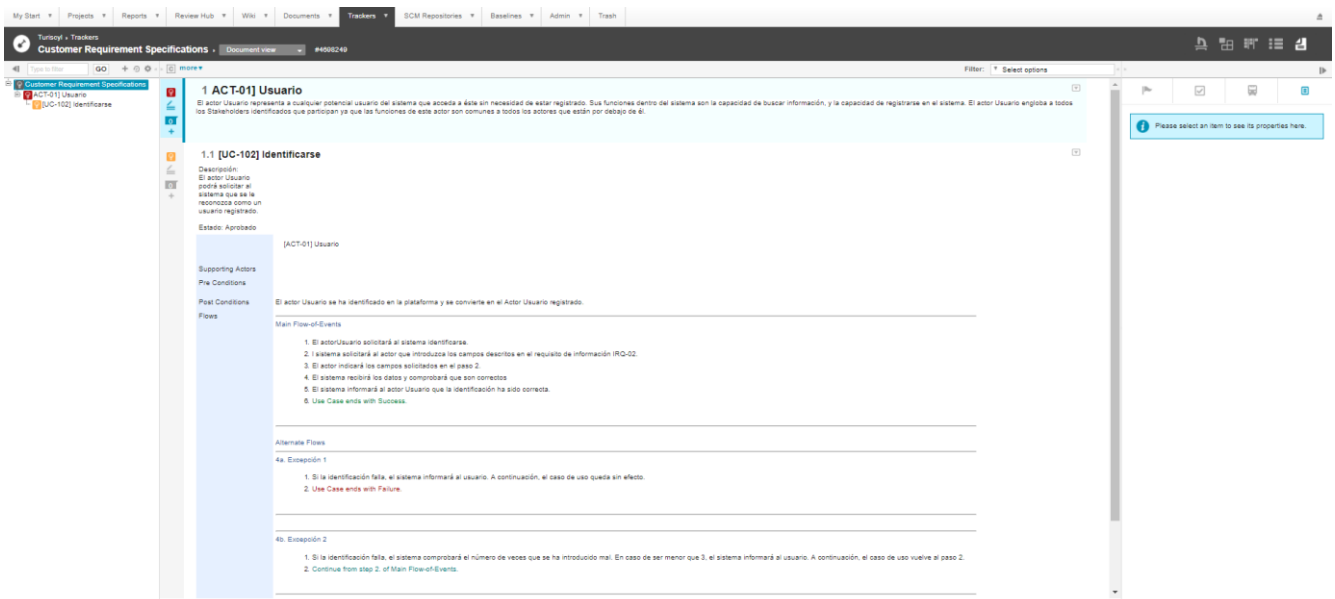 My Start Projects Reports Review Hub Wiki Documents Trackers SCM Repositories Baselines Admin Trash
Turiscyl › Trackers
Customer Requirement Specifications Document view #4698249
Type to filter GO more Filter: * Select options
Customer Requirement Specifications
ACT-01] Usuario
[UC-102] Identificarse
1 ACT-01] Usuario
El actor Usuario representa a cualquier potencial usuario del sistema que acceda a éste sin necesidad de estar registrado. Sus funciones dentro del sistema son la capacidad de buscar información, y la capacidad de registrarse en el sistema. El actor Usuario engloba a todos
los Stakeholders identificados que participan ya que las funciones de este actor son comunes a todos los actores que están por debajo de él.
Please select an item to see its properties here.
1.1 [UC-102] Identificarse
Descripción:
El actor Usuario
podrá solicitar al
sistema que se le
reconozca como un
usuario registrado.
Estado: Aprobado
[ACT-01] Usuario
Supporting Actors
Pre Conditions
Post Conditions El actor Usuario se ha identificado en la plataforma y se convierte en el Actor Usuario registrado.
Flows
Main Flow-of-Events
1. El actorUsuario solicitará al sistema identificarse.
2. l sistema solicitará al actor que introduzca los campos descritos en el requisito de información IRQ-02.
3. El actor indicará los campos solicitados en el paso 2.
4. El sistema recibirá los datos y comprobará que son correctos
5. El sistema informará al actor Usuario que la identificación ha sido correcta.
6. Use Case ends with Success.
Alternate Flows
4a. Excepción 1
1. Si la identificación falla, el sistema informará al usuario. A continuación, el caso de uso queda sin efecto.
2. Use Case ends with Failure.
4b. Excepción 2
1. Si la identificación falla, el sistema comprobará el número de veces que se ha introducido mal. En caso de ser menor que 3, el sistema informará al usuario. A continuación, el caso de uso vuelve al paso 2.
2. Continue from step 2. of Main Flow-of-Events.